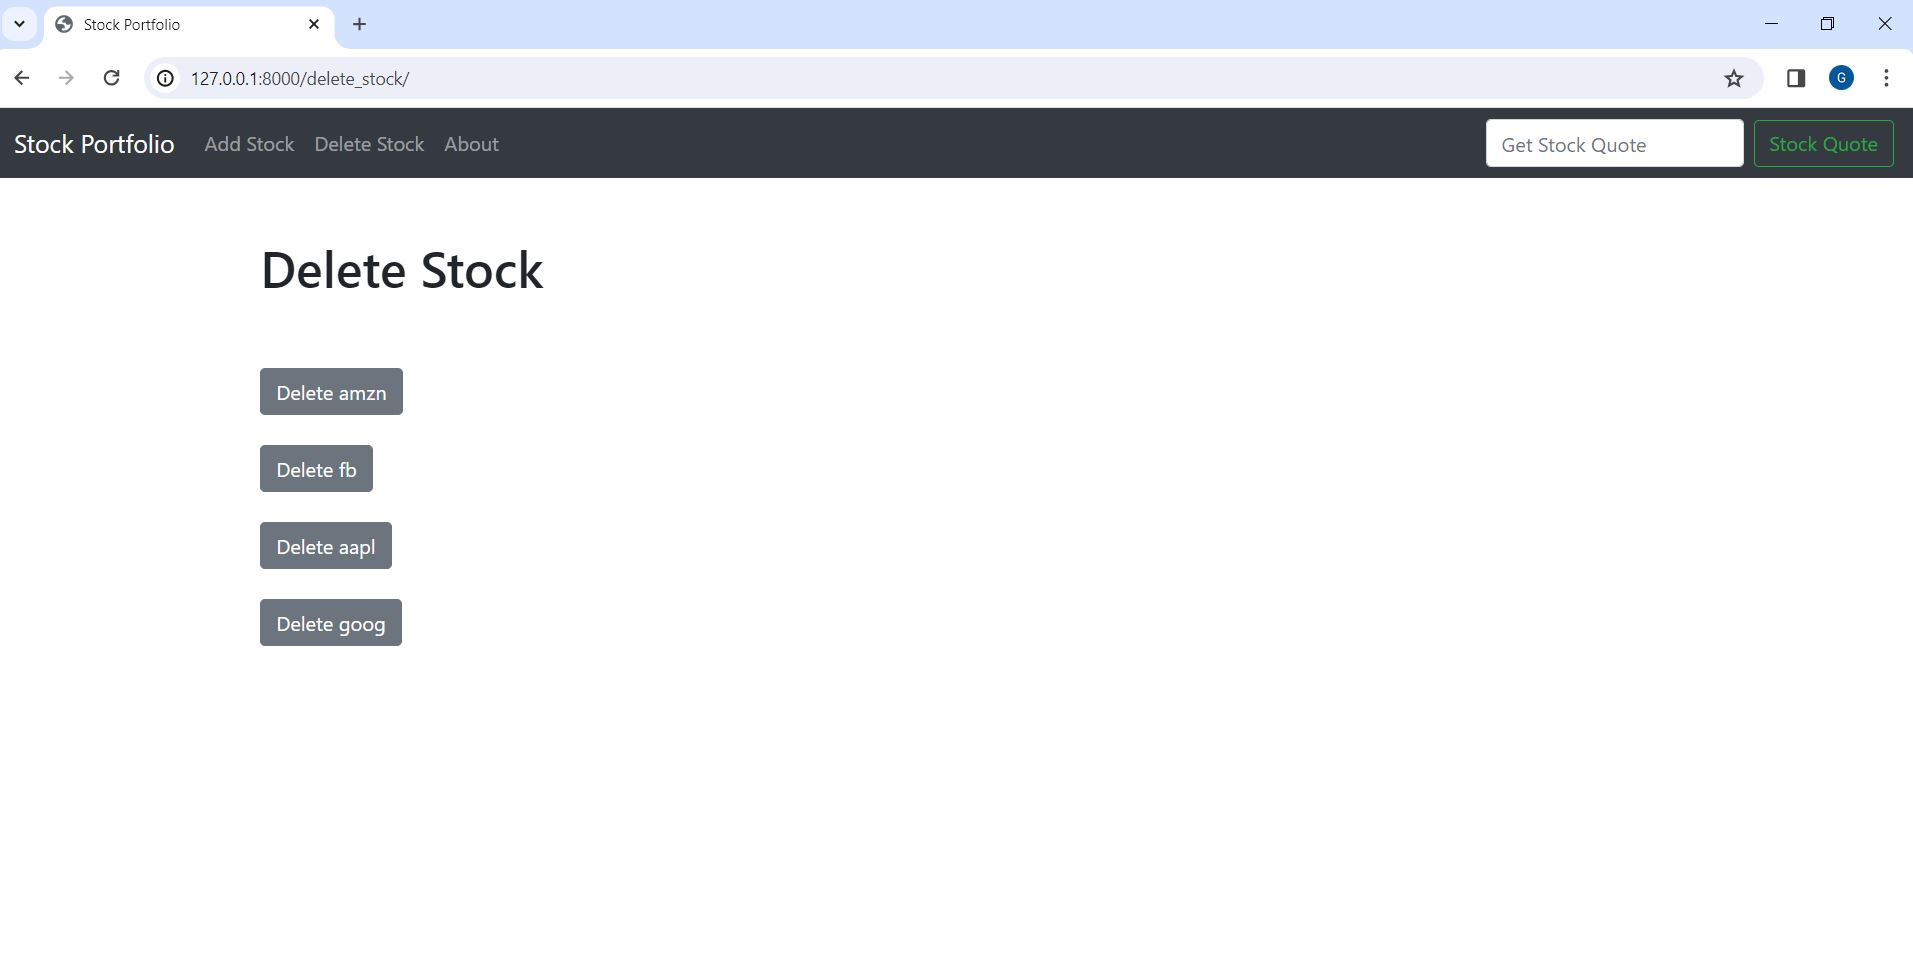 Stock Portfolio
127.0.0.1:8000/delete_stock/
G
Stock Portfolio Add Stock Delete Stock About Get Stock Quote Stock Quote
Delete Stock
Delete amzn
Delete fb
Delete aapl
Delete goog